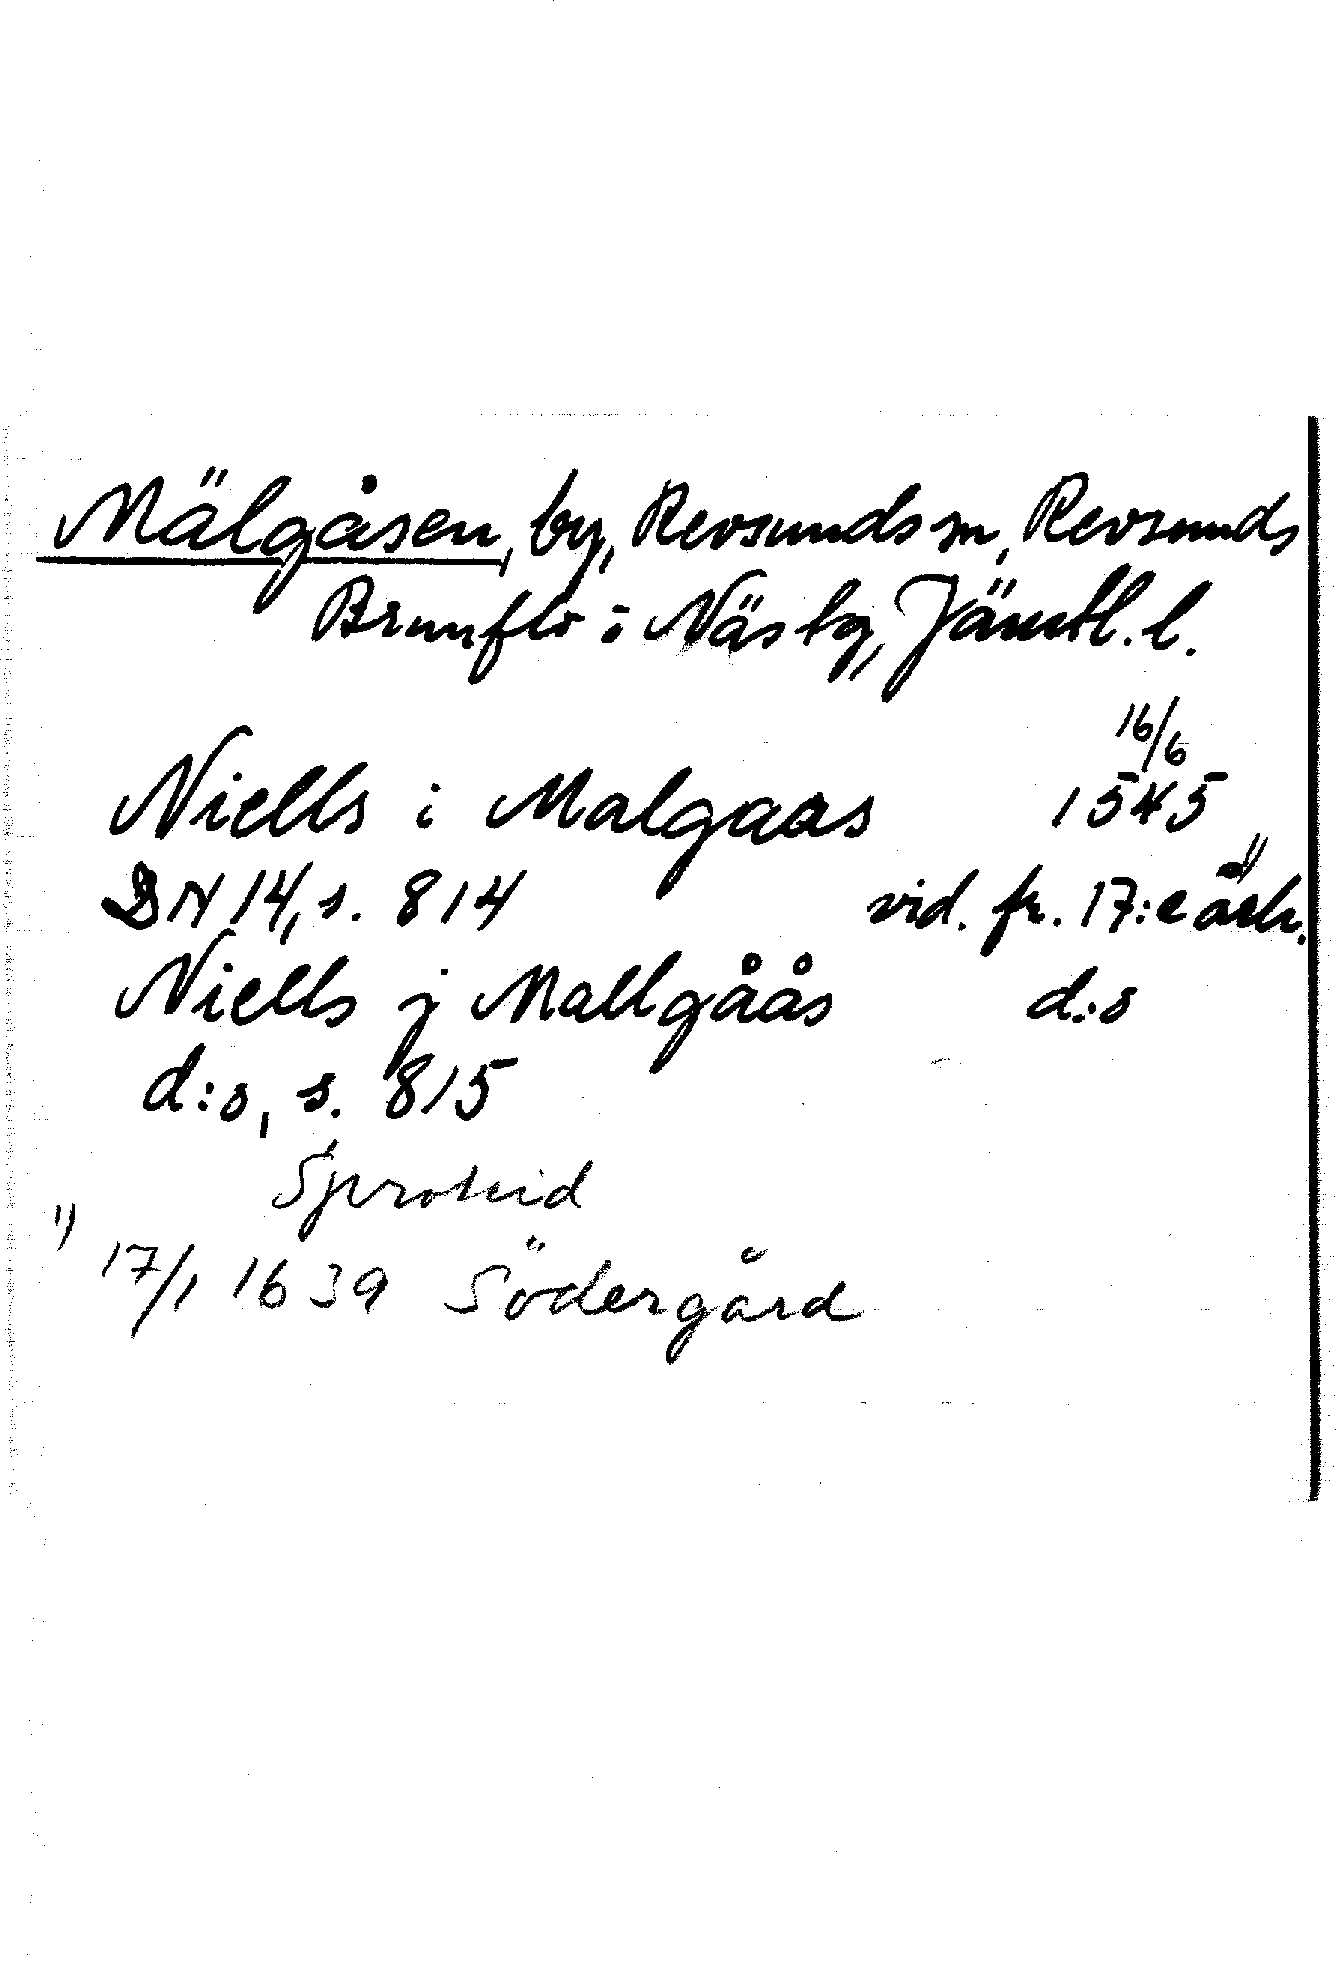 Mälgåsen, by, Revsunds sn, Revsunds
Brunflo o Näs tg, Jämtl. l.
16/6
Niells i Malgaas 1545
DN 14, s. 814 vid. fr. 17:e årh. 1)
Niells j Mallgåås d:o
d:o, s. 815
1) 17/1 1639 Södergård